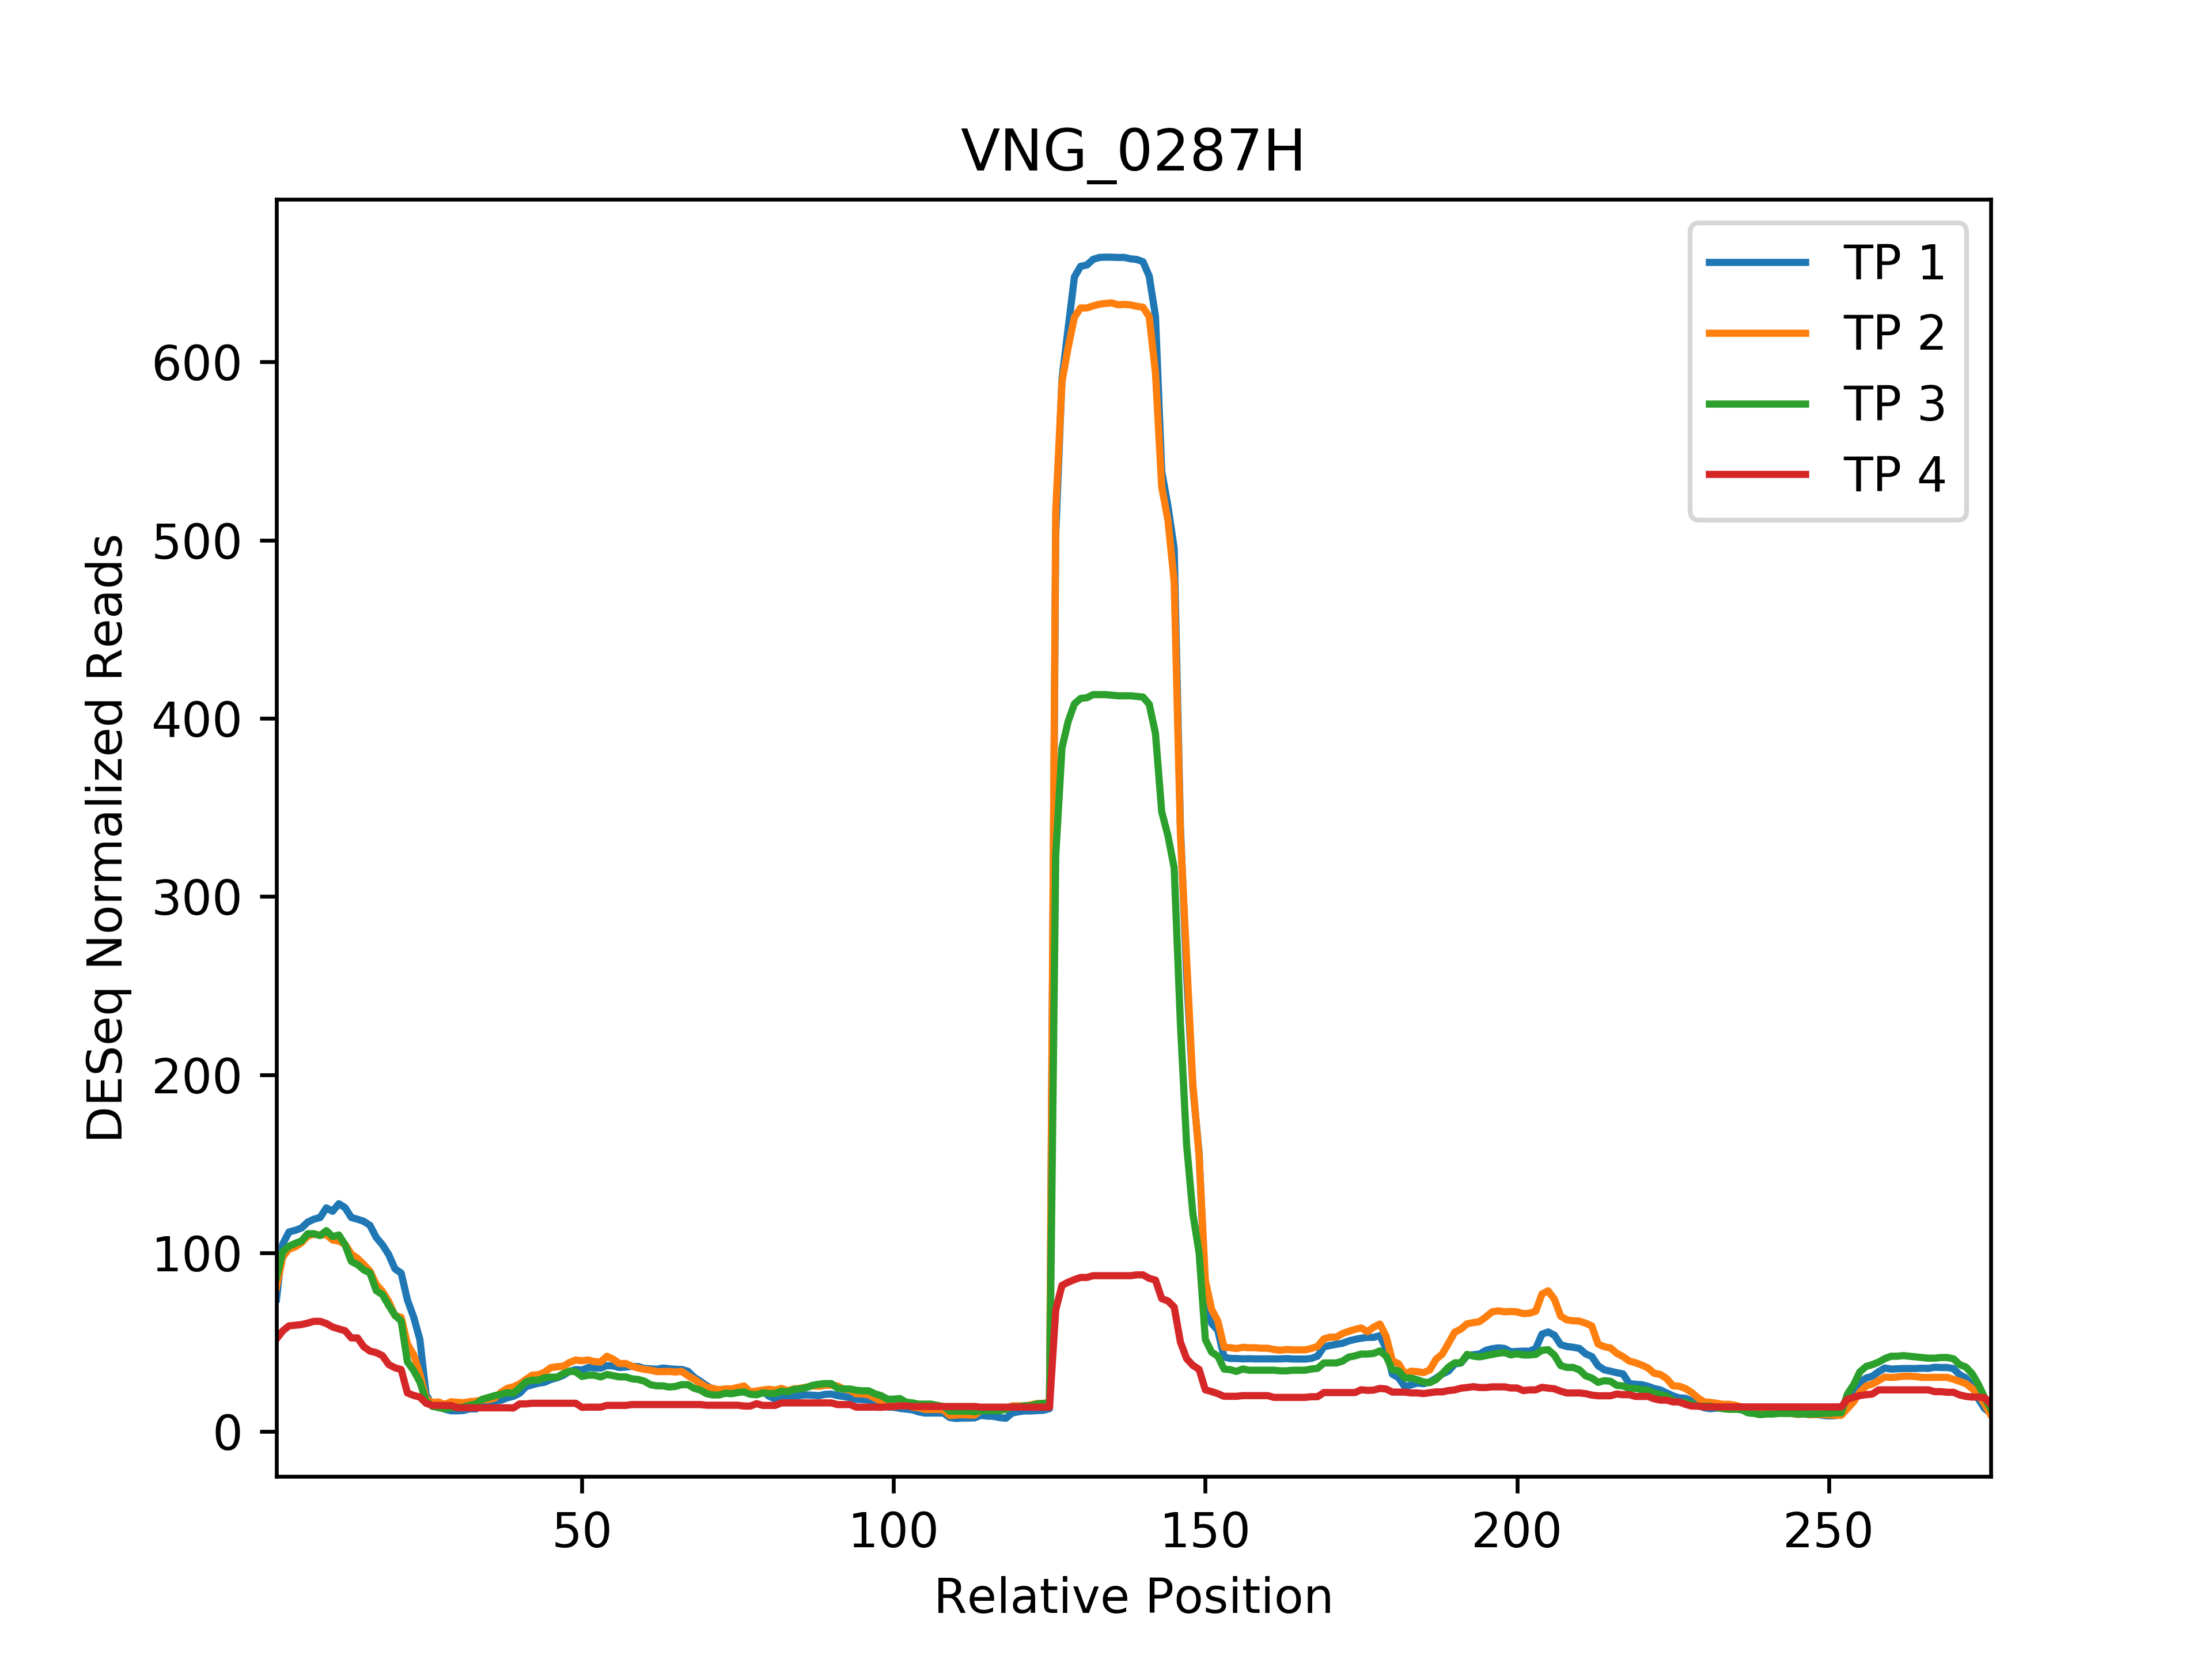 VNG_0287H
TP 1
TP 2
TP 3
TP 4
DESeq Normalized Reads
600
500
400
300
200
100
0
50 100 150 200 250
Relative Position